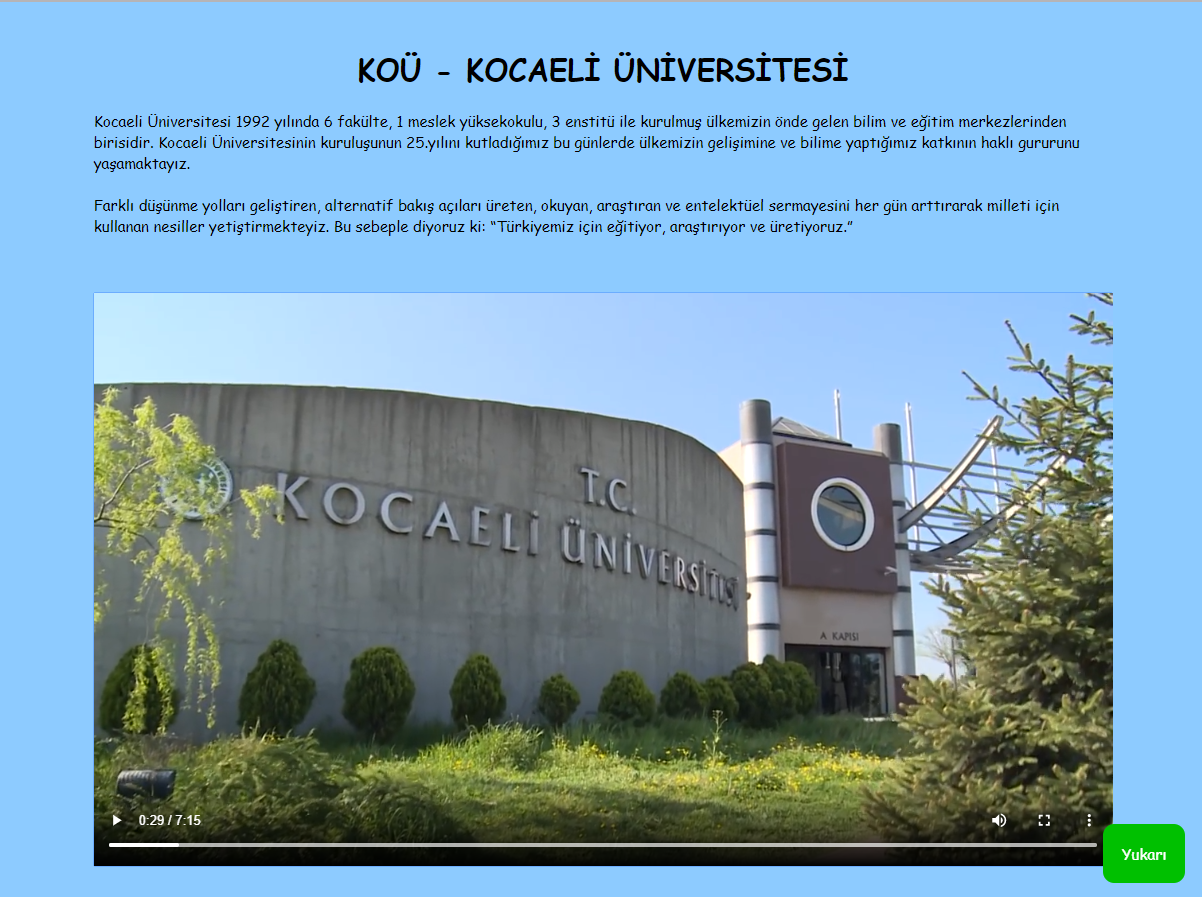 KOÜ - KOCAELİ ÜNİVERSİTESİ
Kocaeli Üniversitesi 1992 yılında 6 fakülte, 1 meslek yüksekokulu, 3 enstitü ile kurulmuş ülkemizin önde gelen bilim ve eğitim merkezlerinden
birisidir. Kocaeli Üniversitesinin kuruluşunun 25.yılını kutladığımız bu günlerde ülkemizin gelişimine ve bilime yaptığımız katkının haklı gururunu
yaşamaktayız.
Farklı düşünme yolları geliştiren, alternatif bakış açıları üreten, okuyan, araştıran ve entelektüel sermayesini her gün arttırarak milleti için
kullanan nesiller yetiştirmekteyiz. Bu sebeple diyoruz ki: “Türkiyemiz için eğitiyor, araştırıyor ve üretiyoruz.”
T.C.
KOCAELİ ÜNİVERSİTESİ
A KAPISI
0:29 / 7:15
Yukarı